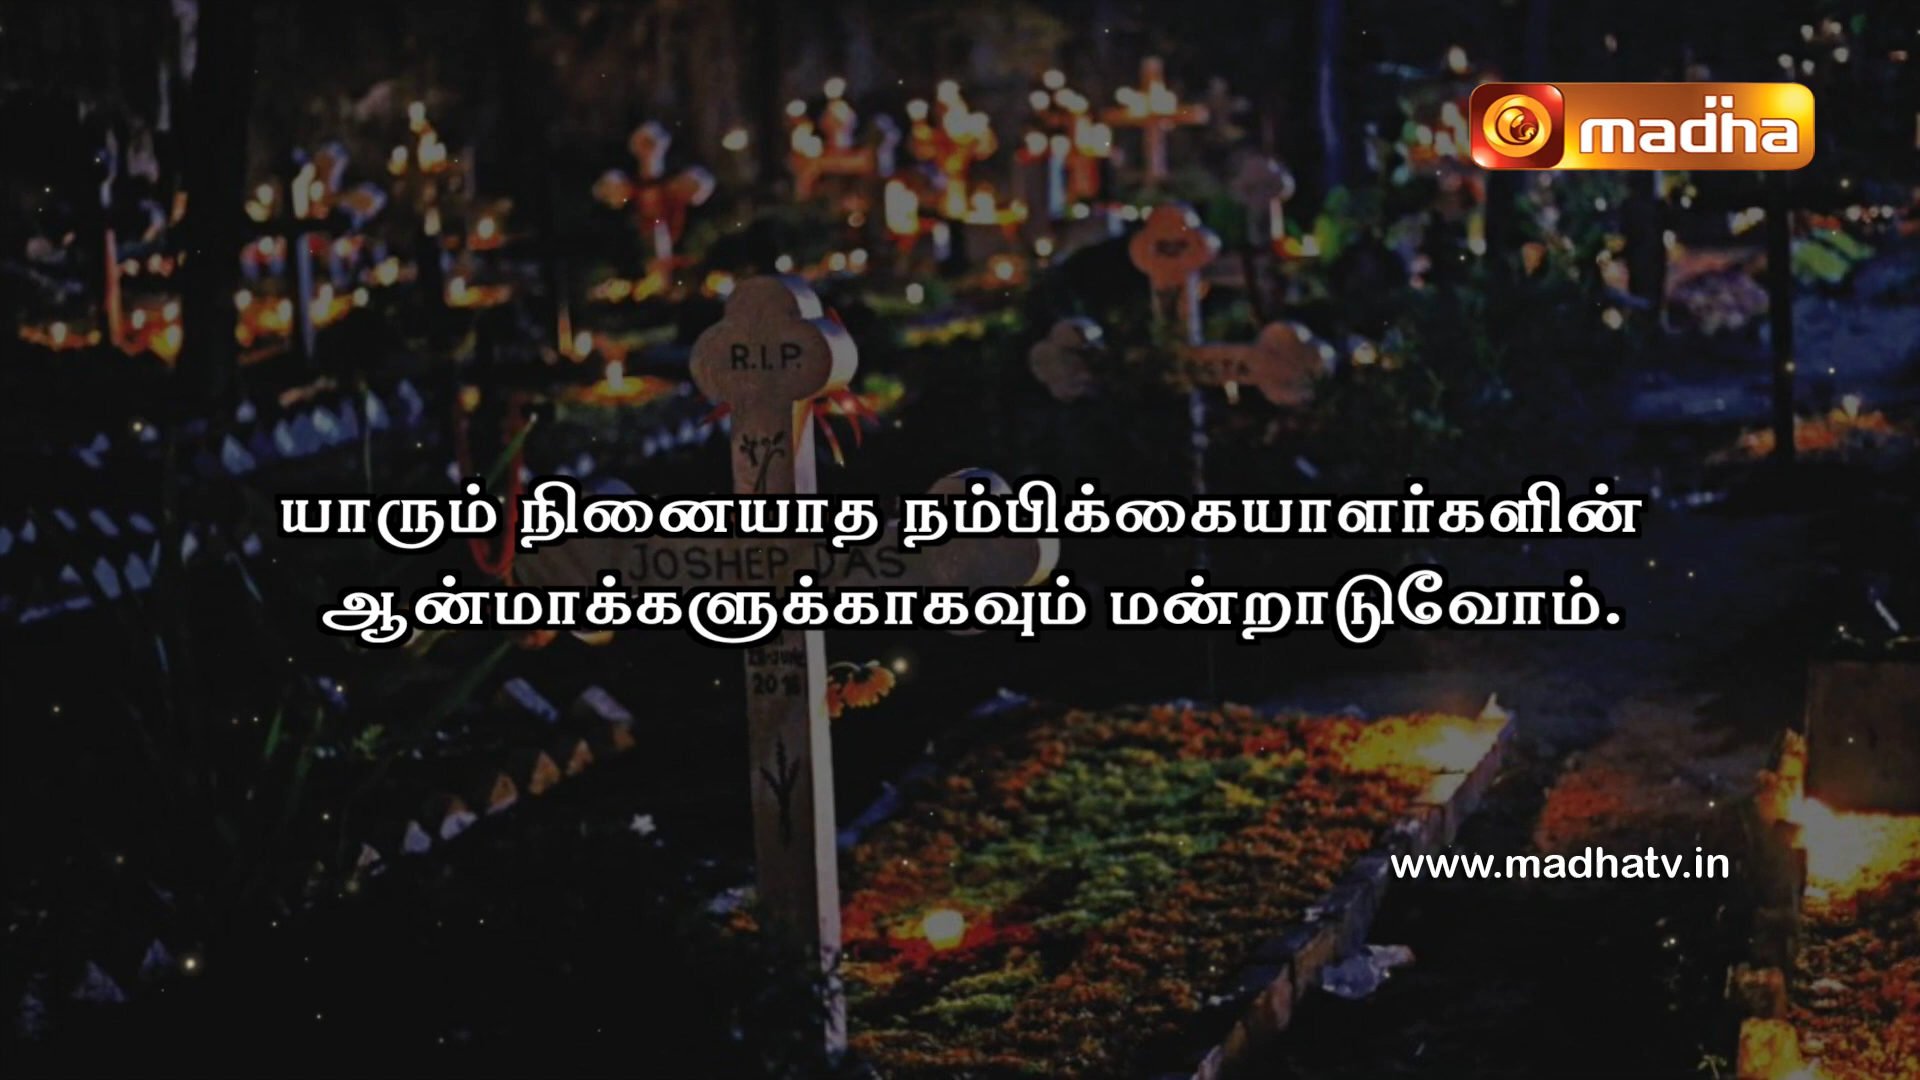 madha
R.I.P.
யாரும் நினையாத நம்பிக்கையாளர்களின்
JOSHEP DAS
ஆன்மாக்களுக்காகவும் மன்றாடுவோம்.
www.madhatv.in